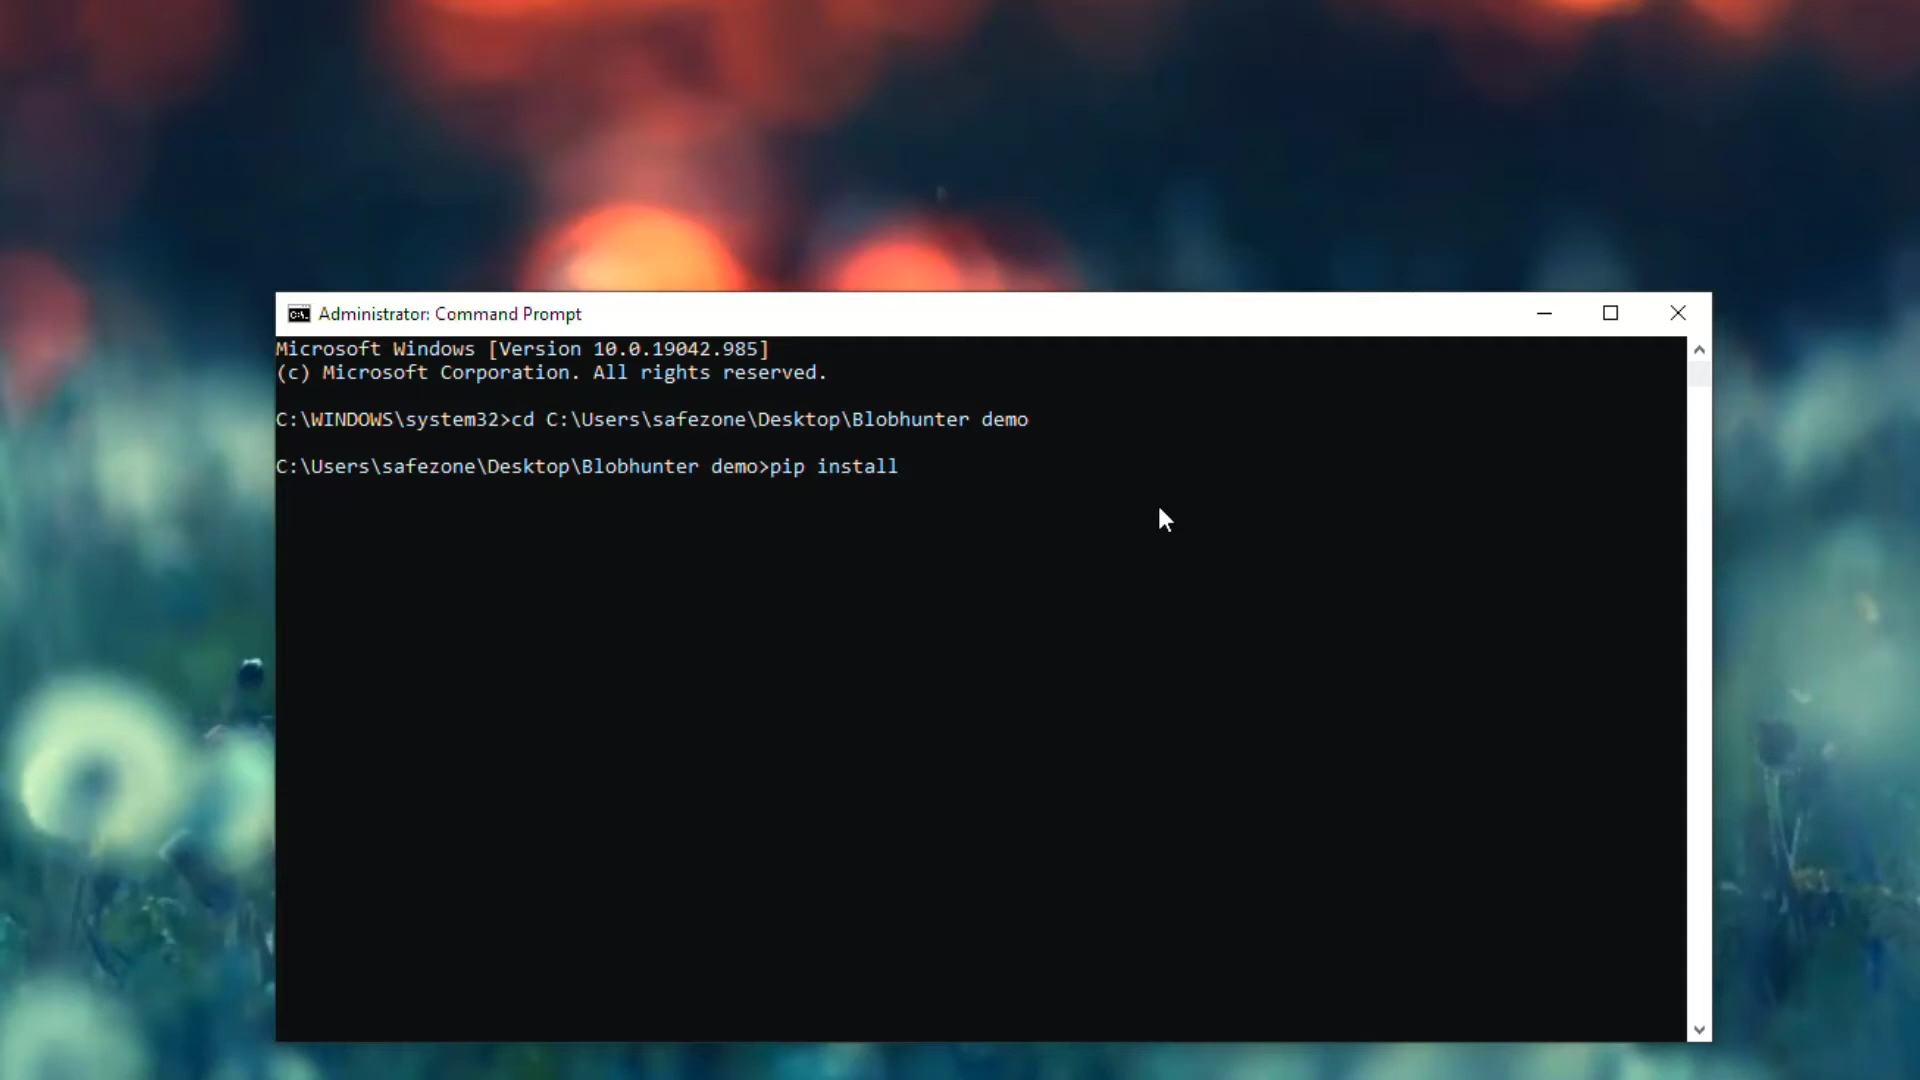 Administrator: Command Prompt
Microsoft Windows [Version 10.0.19042.985]
(c) Microsoft Corporation. All rights reserved.
C:\WINDOWS\system32>cd C:\Users\safezone\Desktop\Blobhunter demo
C:\Users\safezone\Desktop\Blobhunter demo>pip install